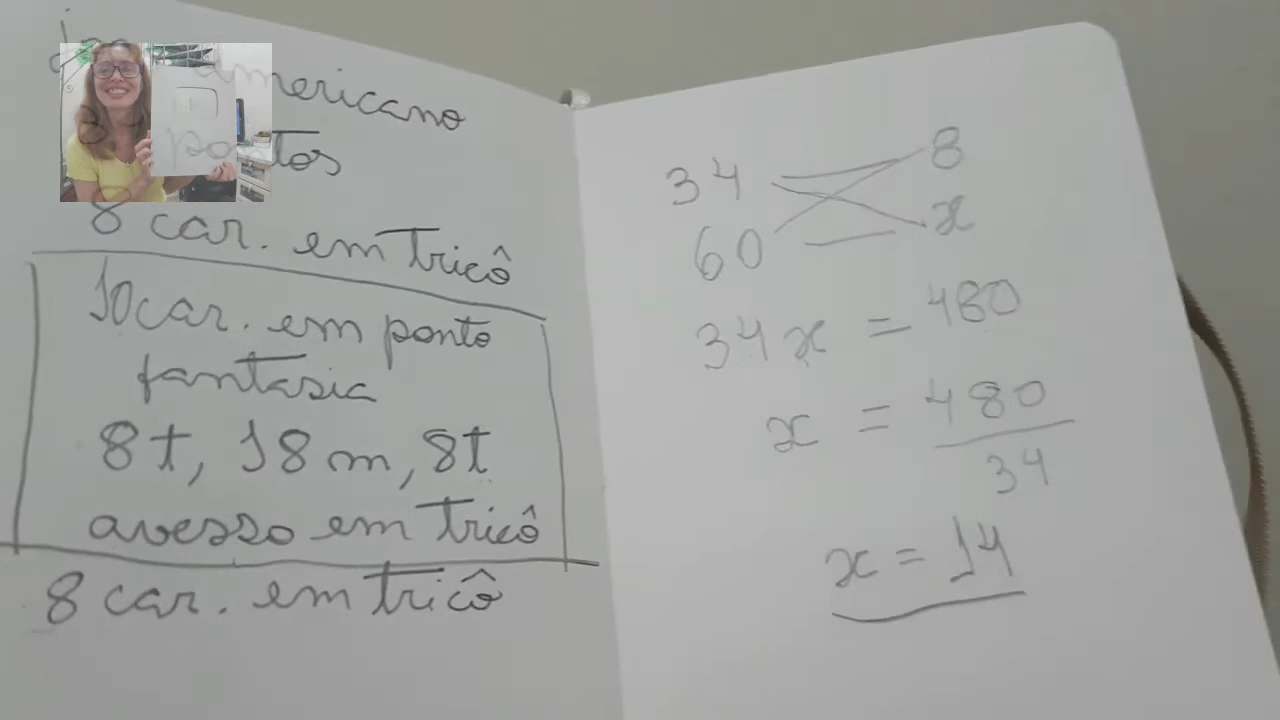 americano
8 car. em tricô
10 car. em ponto
fantasia
8t, 18m, 8t
avesso em tricô
8 car. em tricô
34 8
60 x
34x = 480
x = 480
34
x = 14